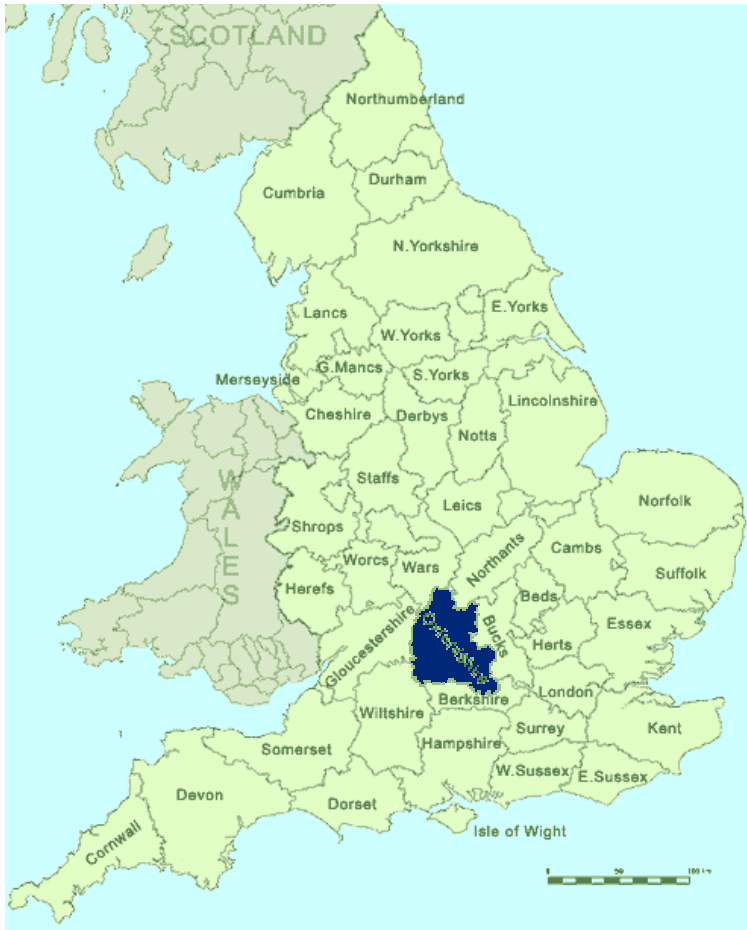 SCOTLAND
Northumberland
Durham
Cumbria
N.Yorkshire
Lancs
E.Yorks
W.Yorks
G.Mancs
S.Yorks
Merseyside
Lincolnshire
Cheshire
Derbys
Notts
Staffs
WALES
Leics
Norfolk
Shrops
Northants
Cambs
Worcs
Wars
Suffolk
Herefs
Beds
Gloucestershire
Oxfordshire
Bucks
Essex
Herts
London
Berkshire
Wiltshire
Surrey
Kent
Somerset
Hampshire
W.Sussex
E.Sussex
Devon
Dorset
Cornwall
Isle of Wight
0 50 100 km